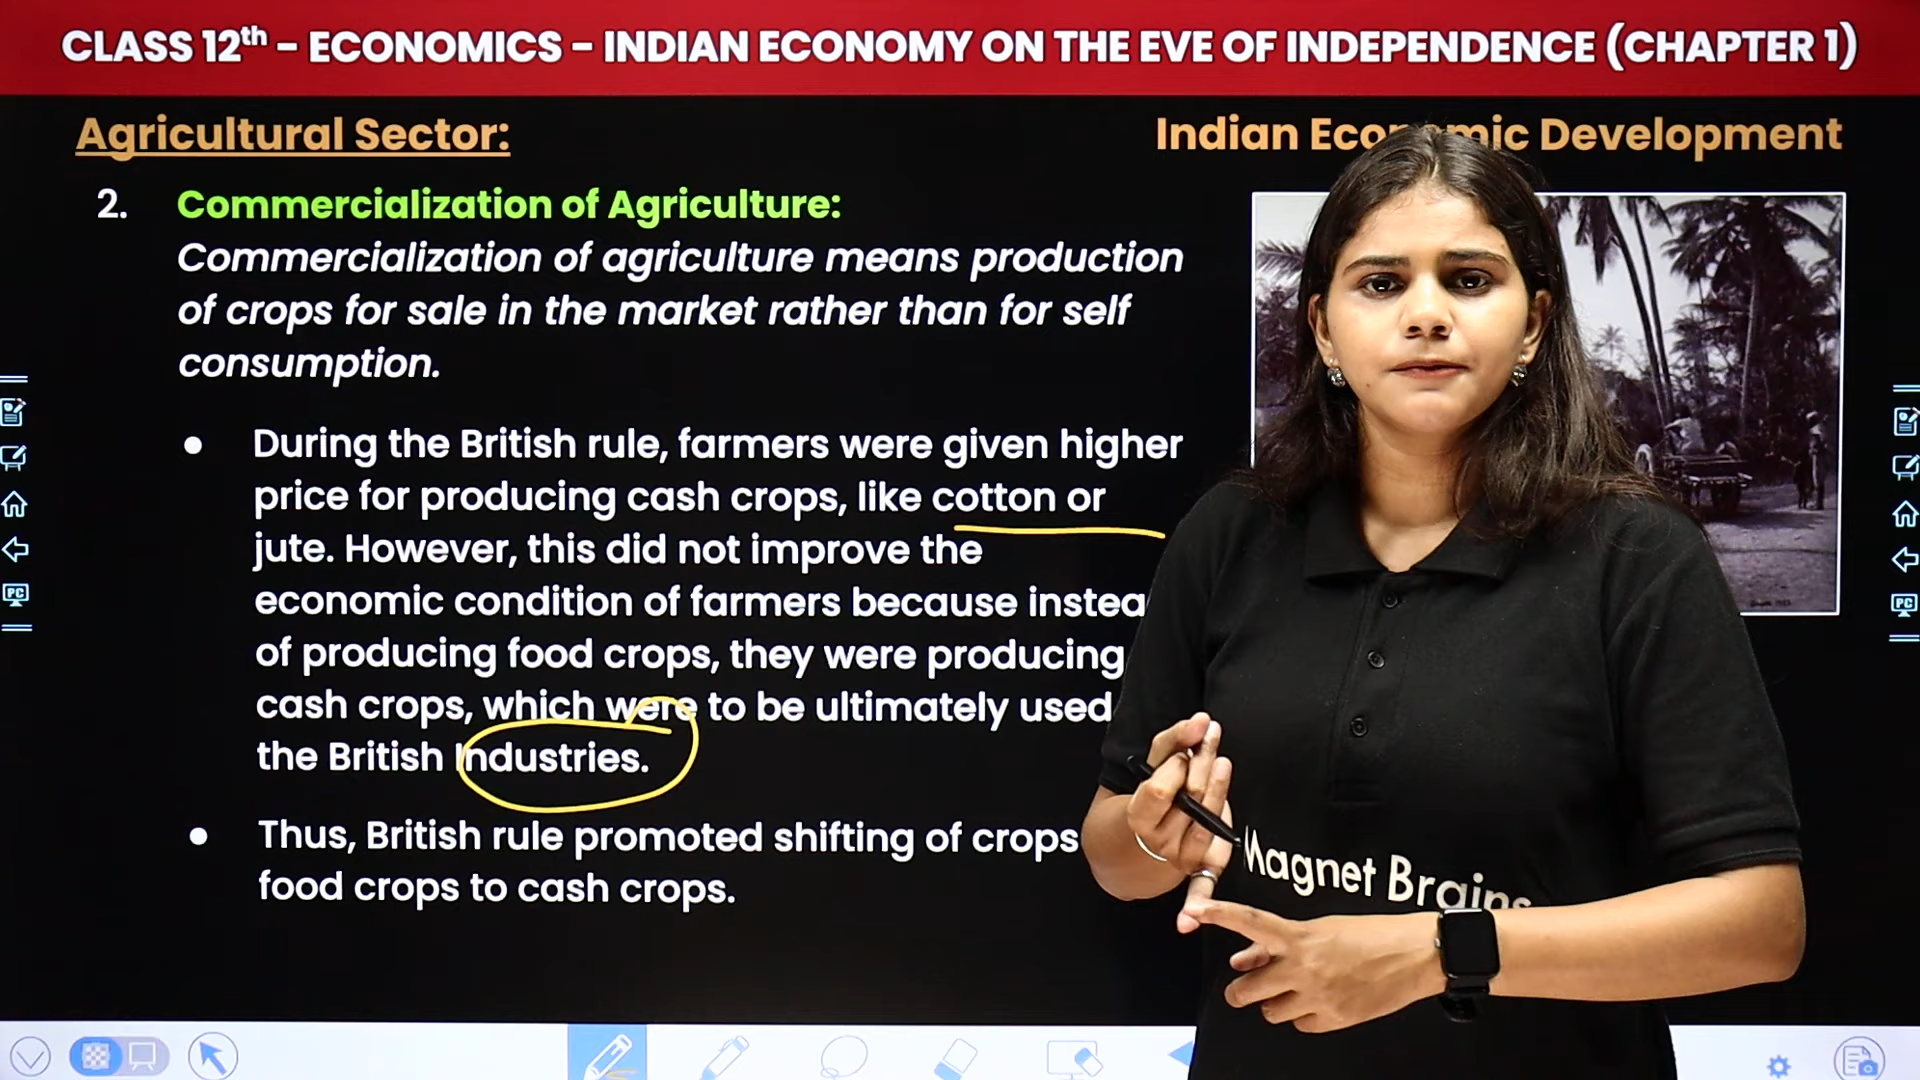 CLASS 12th - ECONOMICS - INDIAN ECONOMY ON THE EVE OF INDEPENDENCE (CHAPTER 1)
Agricultural Sector:
Indian Economic Development
2. Commercialization of Agriculture:
Commercialization of agriculture means production
of crops for sale in the market rather than for self
consumption.
● During the British rule, farmers were given higher
price for producing cash crops, like cotton or
jute. However, this did not improve the
economic condition of farmers because
of producing food crops, they were producing
cash crops, which were to be ultimately used
the British Industries.
● Thus, British rule promoted shifting of crops
food crops to cash crops.
Magnet Brains
PC
PC